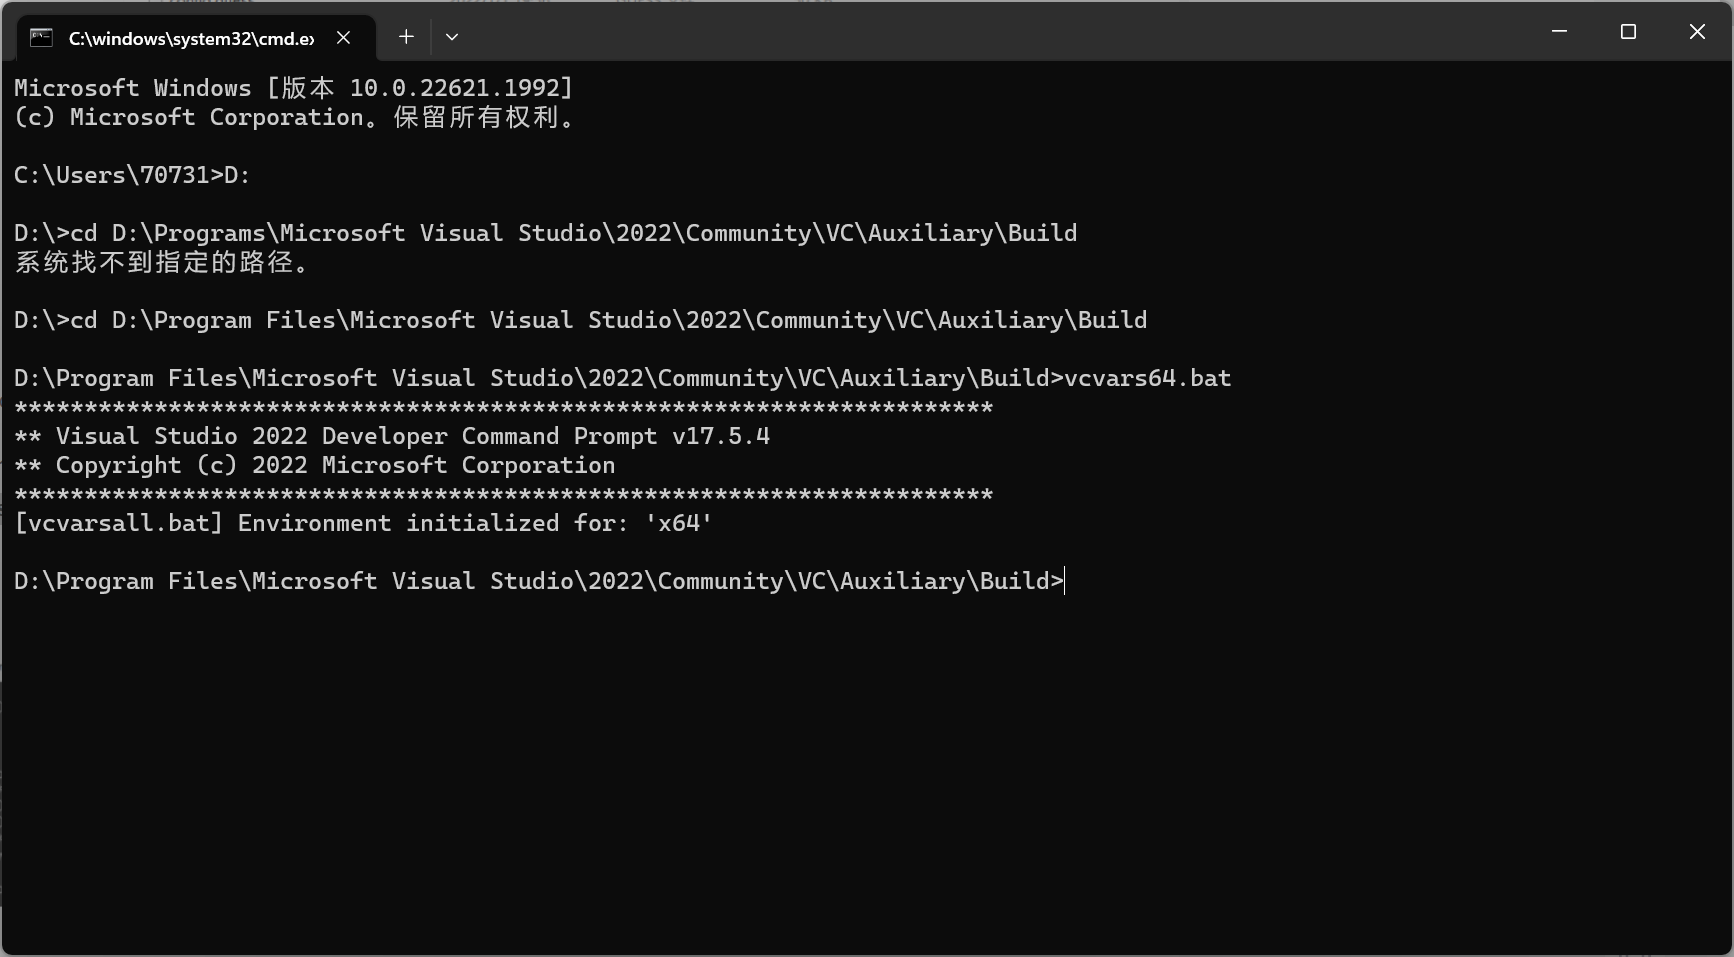 C:\windows\system32\cmd.ex
Microsoft Windows [版本 10.0.22621.1992]
(c) Microsoft Corporation。保留所有权利。
C:\Users\70731>D:
D:\>cd D:\Programs\Microsoft Visual Studio\2022\Community\VC\Auxiliary\Build
系统找不到指定的路径。
D:\>cd D:\Program Files\Microsoft Visual Studio\2022\Community\VC\Auxiliary\Build
D:\Program Files\Microsoft Visual Studio\2022\Community\VC\Auxiliary\Build>vcvars64.bat
**********************************************************************
** Visual Studio 2022 Developer Command Prompt v17.5.4
** Copyright (c) 2022 Microsoft Corporation
**********************************************************************
[vcvarsall.bat] Environment initialized for: 'x64'
D:\Program Files\Microsoft Visual Studio\2022\Community\VC\Auxiliary\Build>